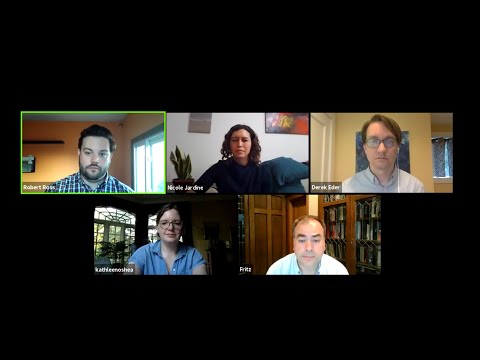 Robert Ross
Nicole Jardine
Derek Eder
kathleenoshea
Fritz